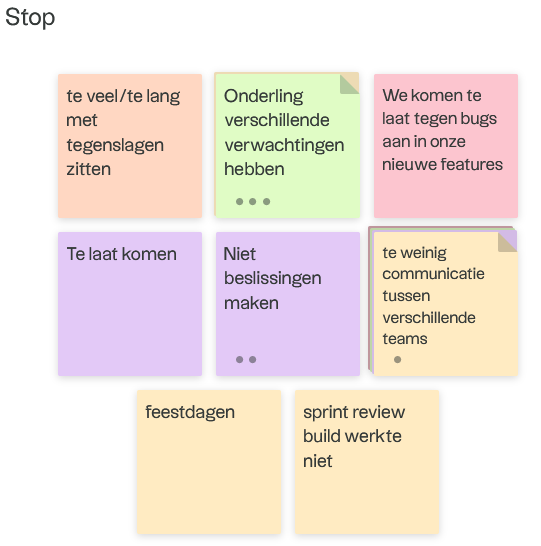 Stop
te veel/te lang
met
tegenslagen
zitten
Onderling
verschillende
verwachtingen
hebben
We komen te
laat tegen bugs
aan in onze
nieuwe features
Te laat komen
Niet
beslissingen
maken
te weinig
communicatie
tussen
verschillende
teams
feestdagen
sprint review
build werkte
niet